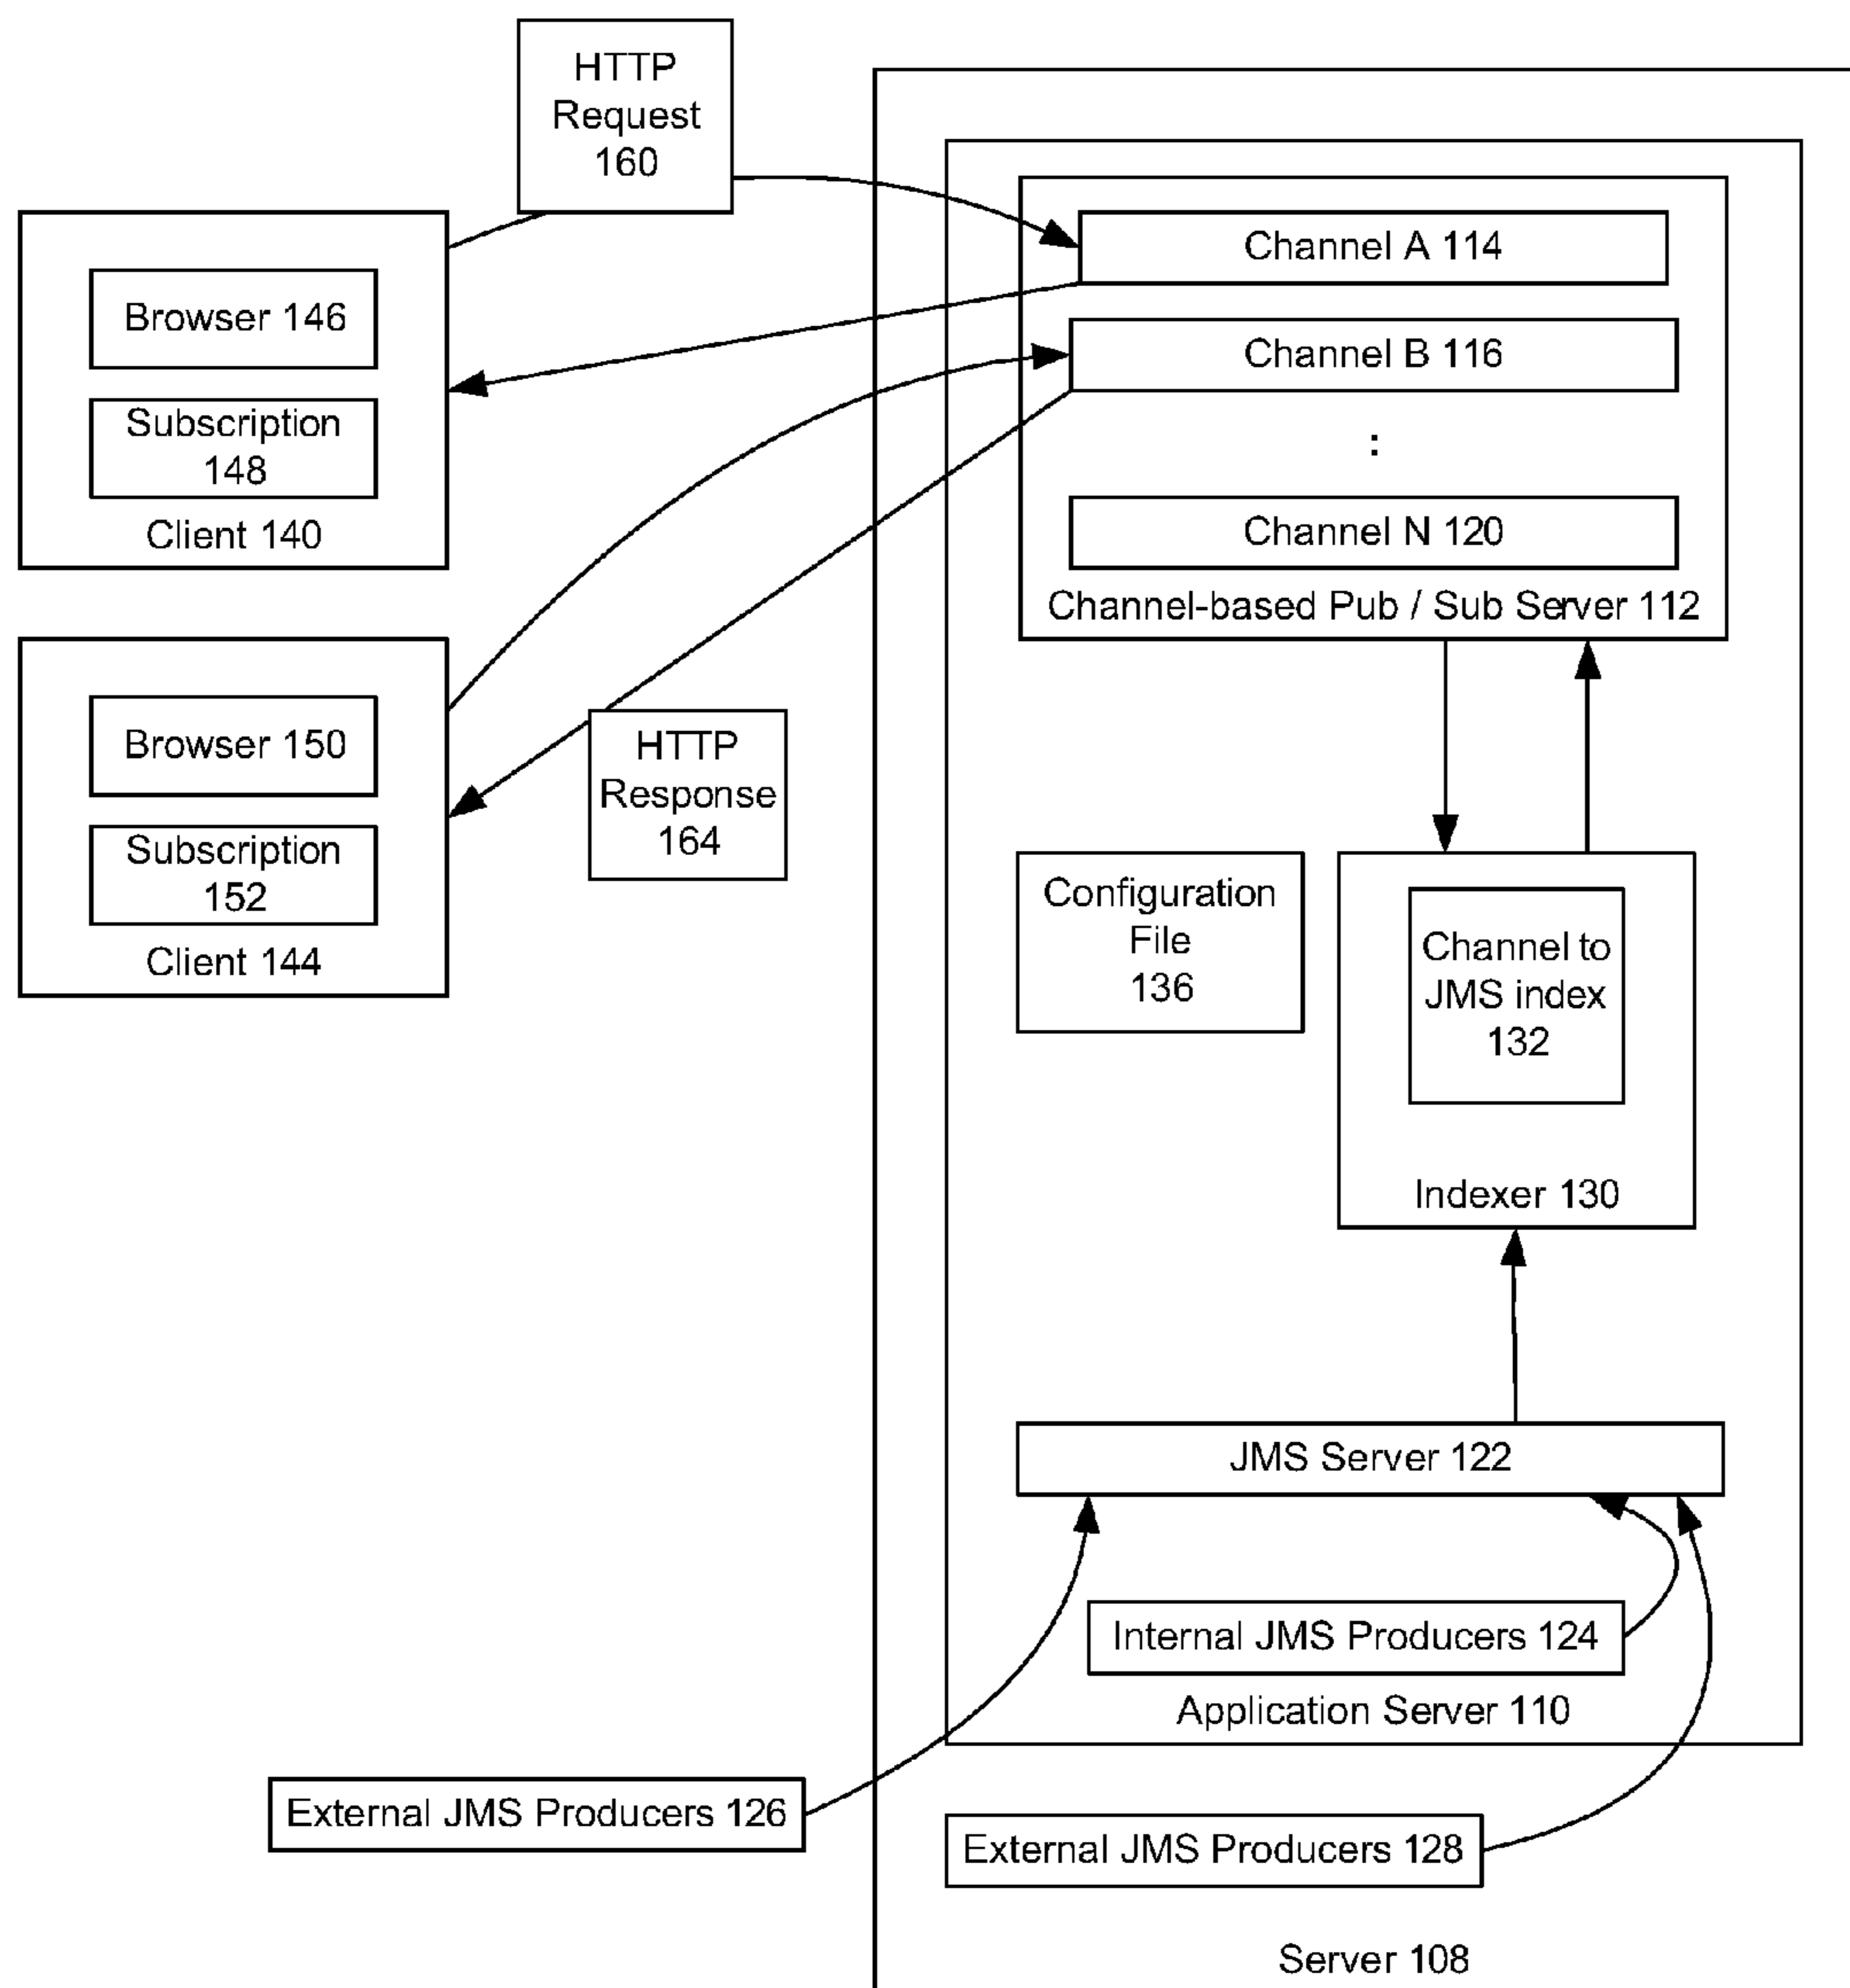 HTTP
Request
160
Channel A 114
Browser 146
Channel B 116
Subscription
148
:
Client 140
Channel N 120
Channel-based Pub / Sub Server 112
Browser 150
HTTP
Response
164
Subscription
152
Client 144
Configuration
File
136
Channel to
JMS index
132
Indexer 130
JMS Server 122
Internal JMS Producers 124
Application Server 110
External JMS Producers 126
External JMS Producers 128
Server 108